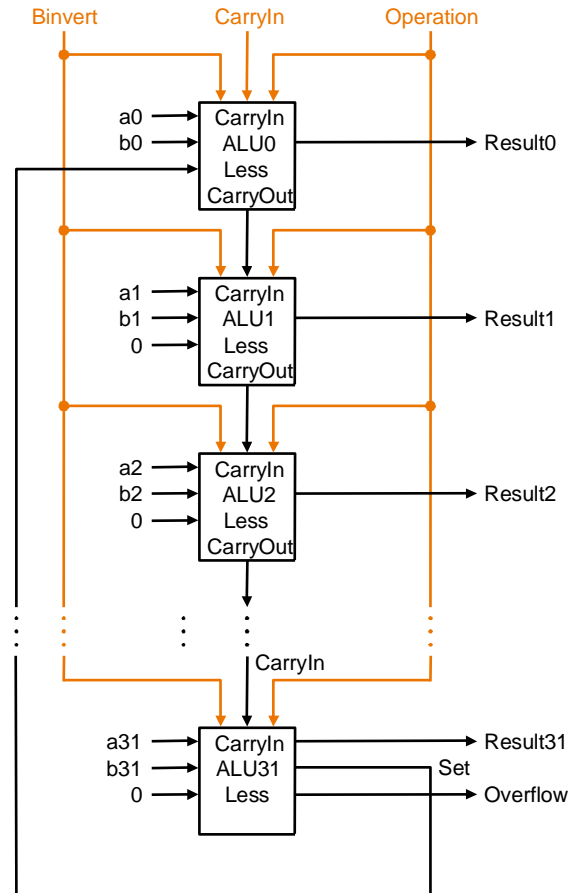 Binvert CarryIn Operation
a0 CarryIn
b0 ALU0 Result0
Less
CarryOut
a1 CarryIn
b1 ALU1 Result1
0 Less
CarryOut
a2 CarryIn
b2 ALU2 Result2
0 Less
CarryOut
CarryIn
a31 CarryIn Result31
b31 ALU31 Set
0 Less Overflow